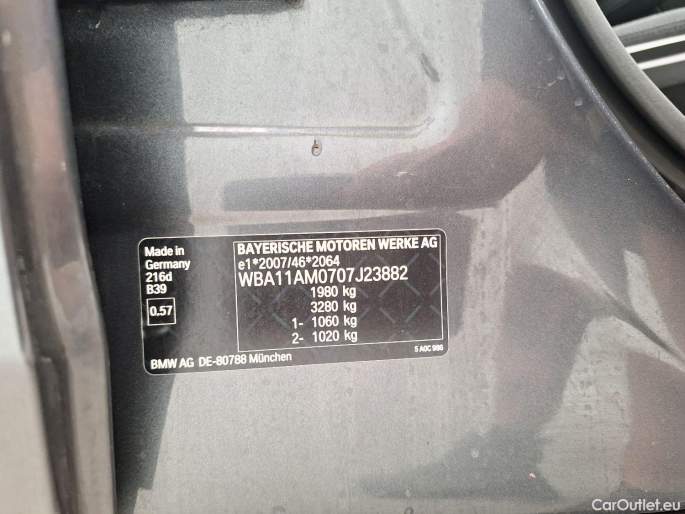 Made in
Germany
216d
B39
0.57
BAYERISCHE MOTOREN WERKE AG
e1*2007/46*2064
WBA11AM0707J23882
1980 kg
3280 kg
1- 1060 kg
2- 1020 kg
BMW AG DE-80788 München
5 A0C 986
CarOutlet.eu